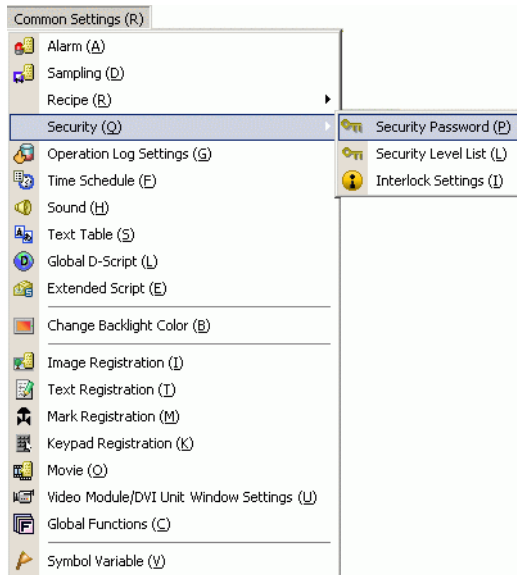 Common Settings (R)
Alarm (A)
Sampling (D)
Recipe (R)
Security (Q)
Security Password (P)
Operation Log Settings (G)
Security Level List (L)
Time Schedule (F)
Interlock Settings (I)
Sound (H)
Text Table (S)
Global D-Script (L)
Extended Script (E)
Change Backlight Color (B)
Image Registration (I)
Text Registration (T)
Mark Registration (M)
Keypad Registration (K)
Movie (O)
Video Module/DVI Unit Window Settings (U)
Global Functions (C)
Symbol Variable (V)